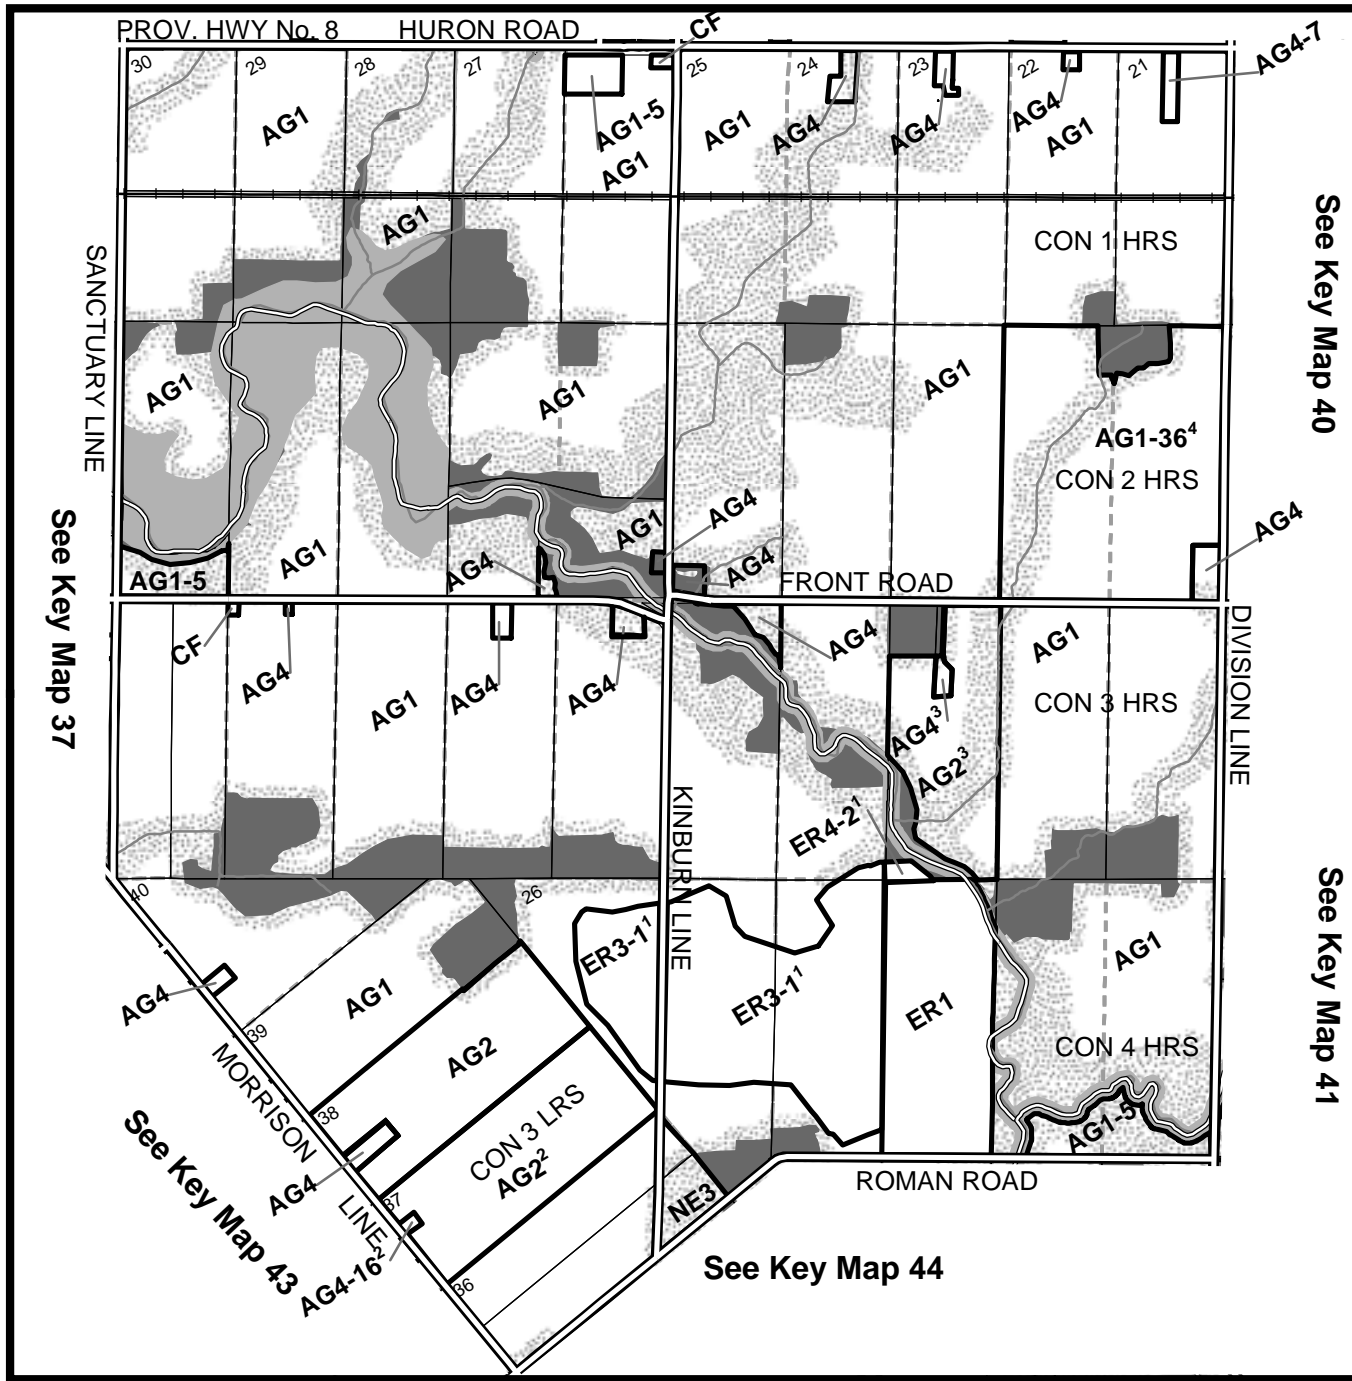 PROV. HWY No. 8 HURON ROAD
CF
30
29
28
27
25
24
23
22
21
AG4-7
AG1
AG1-5
AG1
AG1
AG4
AG4
AG4
AG1
AG1
CON 1 HRS
See Key Map 40
SANCTUARY LINE
AG1
AG1
AG1
AG1-36⁴
CON 2 HRS
See Key Map 37
AG1
AG1
AG4
AG4
AG4
AG4
AG1-5
FRONT ROAD
CF
AG4
AG1
AG4
AG4
AG4
AG1
DIVISION LINE
CON 3 HRS
AG4³
AG2³
KINBURN LINE
ER4-2¹
40
26
ER3-1¹
ER3-1¹
ER1
AG1
See Key Map 41
AG4
AG1
39
AG2
CON 4 HRS
MORRISON
LINE
38
CON 3 LRS
AG2²
AG1-5
See Key Map 43
AG4
37
NE3
ROMAN ROAD
AG4-16²
36
See Key Map 44